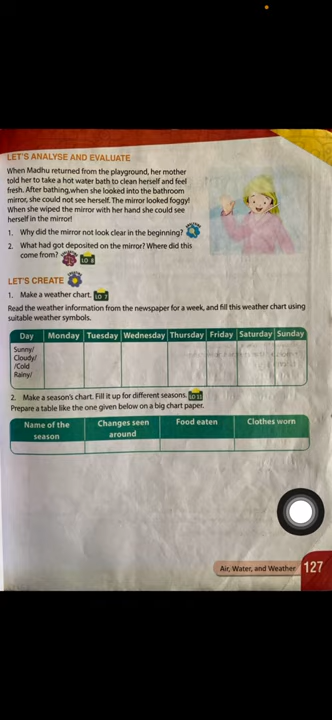 LET'S ANALYSE AND EVALUATE
When Madhu returned from the playground, her mother
told her to take a hot water bath to clean herself and feel
fresh. After bathing,when she looked into the bathroom
mirror, she could not see herself. The mirror looked foggy!
When she wiped the mirror with her hand she could see
herself in the mirror!
1. Why did the mirror not look clear in the beginning?
2. What had got deposited on the mirror? Where did this
come from? LO 8
LET'S CREATE
1. Make a weather chart. LO 7
Read the weather information from the newspaper for a week, and fill this weather chart using
suitable weather symbols.
Day Monday Tuesday Wednesday Thursday Friday Saturday Sunday
Sunny/
Cloudy/
/Cold
Rainy/
2. Make a season's chart. Fill it up for different seasons. LO 11
Prepare a table like the one given below on a big chart paper.
Name of the season Changes seen around Food eaten Clothes worn
Air, Water, and Weather 127